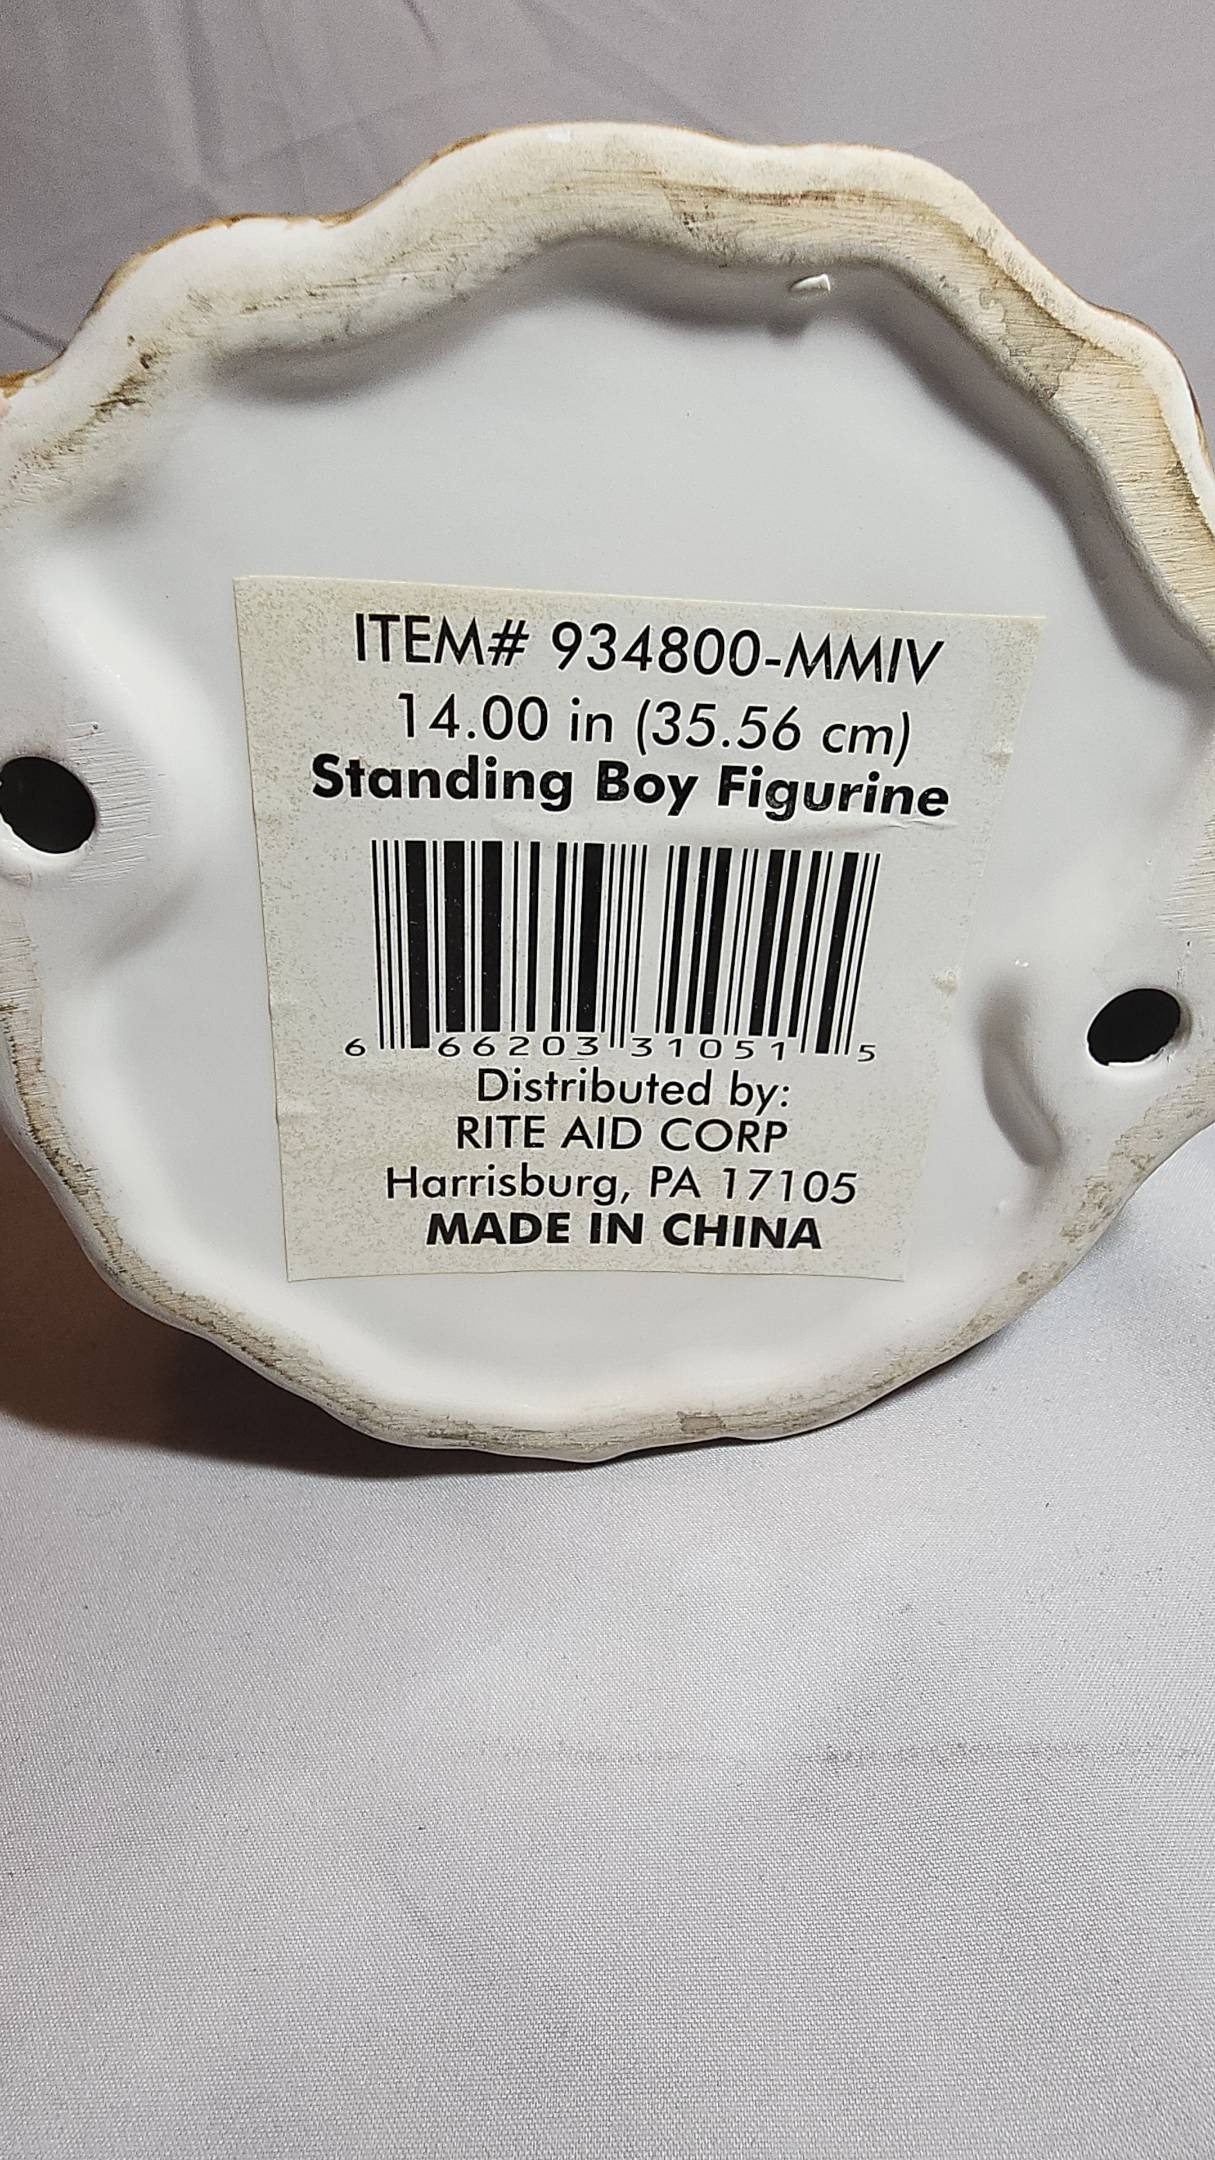 ITEM# 934800-MMIV
14.00 in (35.56 cm)
Standing Boy Figurine
6 66203 31051 5
Distributed by:
RITE AID CORP
Harrisburg, PA 17105
MADE IN CHINA